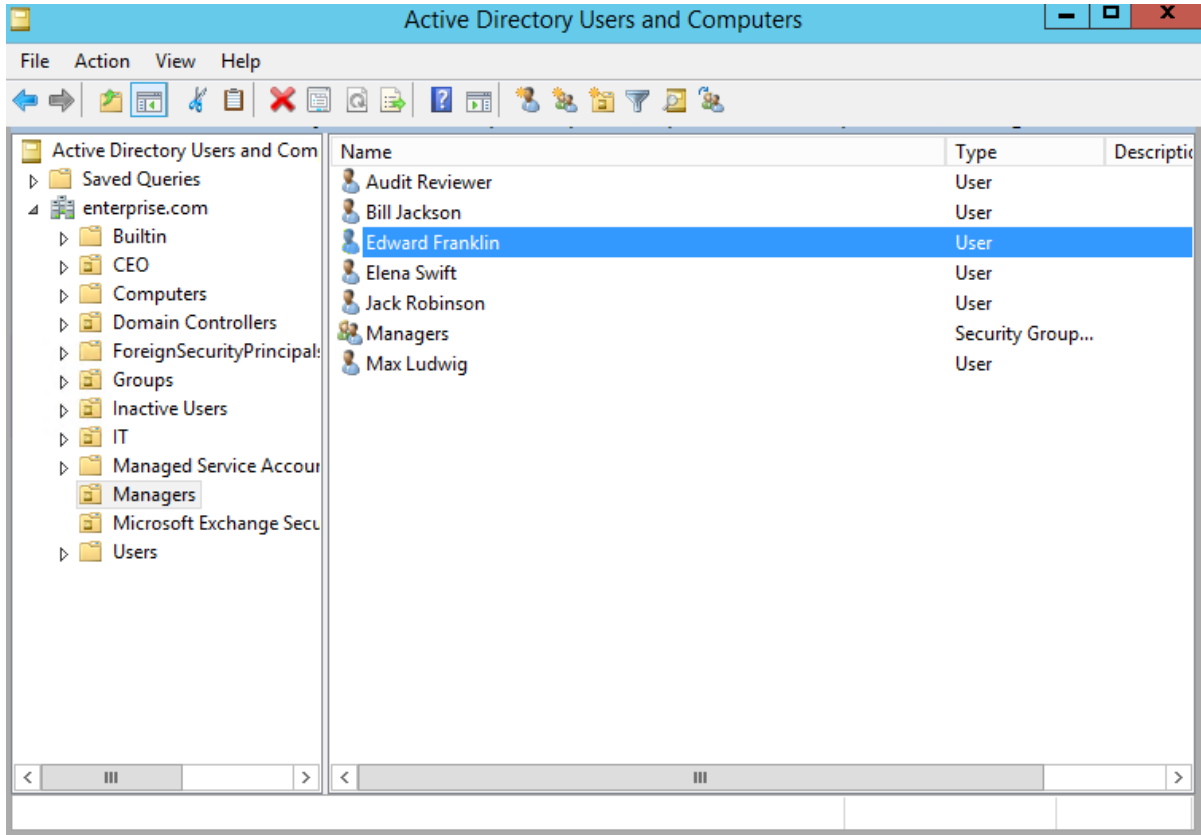 Active Directory Users and Computers
File Action View Help
Active Directory Users and Com
Saved Queries
enterprise.com
Builtin
CEO
Computers
Domain Controllers
ForeignSecurityPrincipals
Groups
Inactive Users
IT
Managed Service Accour
Managers
Microsoft Exchange Secu
Users
Name Type Descriptio
Audit Reviewer User
Bill Jackson User
Edward Franklin User
Elena Swift User
Jack Robinson User
Managers Security Group...
Max Ludwig User